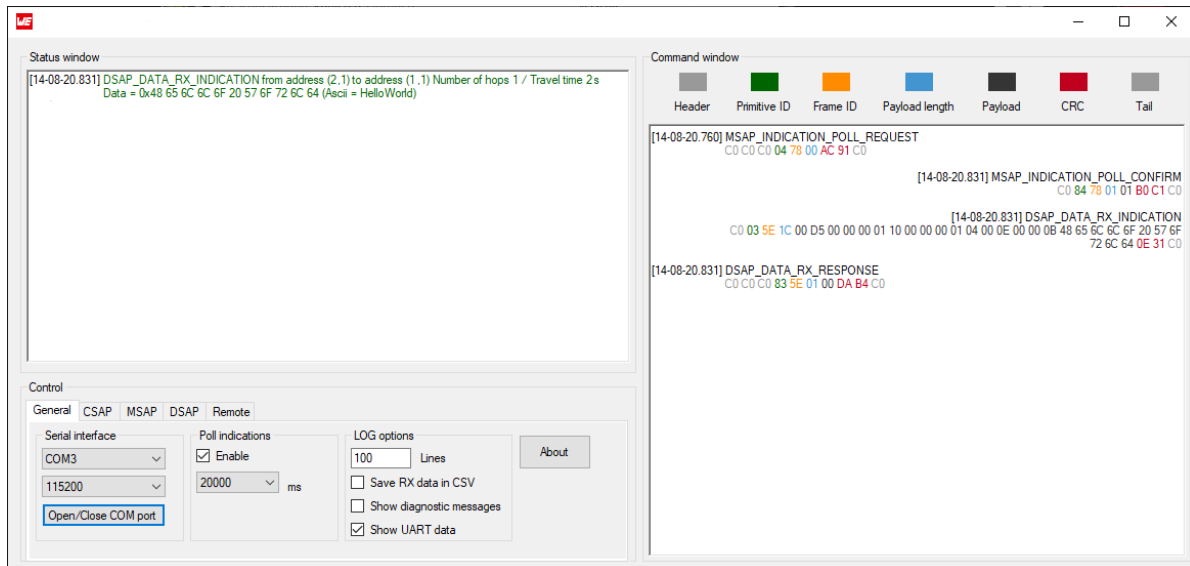 WE
Status window
[14-08-20.831] DSAP_DATA_RX_INDICATION from address (2,1) to address (1,1) Number of hops 1 / Travel time 2 s
Data = 0x48 65 6C 6C 6F 20 57 6F 72 6C 64 (Ascii = HelloWorld)
Control
General CSAP MSAP DSAP Remote
Serial interface
COM3
115200
Open/Close COM port
Poll indications
Enable
20000 ms
LOG options
100 Lines
Save RX data in CSV
Show diagnostic messages
Show UART data
About
Command window
Header Primitive ID Frame ID Payload length Payload CRC Tail
[14-08-20.760] MSAP_INDICATION_POLL_REQUEST
C0 C0 C0 04 78 00 AC 91 C0
[14-08-20.831] MSAP_INDICATION_POLL_CONFIRM
C0 84 78 01 01 B0 C1 C0
[14-08-20.831] DSAP_DATA_RX_INDICATION
C0 03 5E 1C 00 D5 00 00 00 01 10 00 00 00 01 04 00 0E 00 00 0B 48 65 6C 6C 6F 20 57 6F
72 6C 64 0E 31 C0
[14-08-20.831] DSAP_DATA_RX_RESPONSE
C0 C0 C0 83 5E 01 00 DA B4 C0